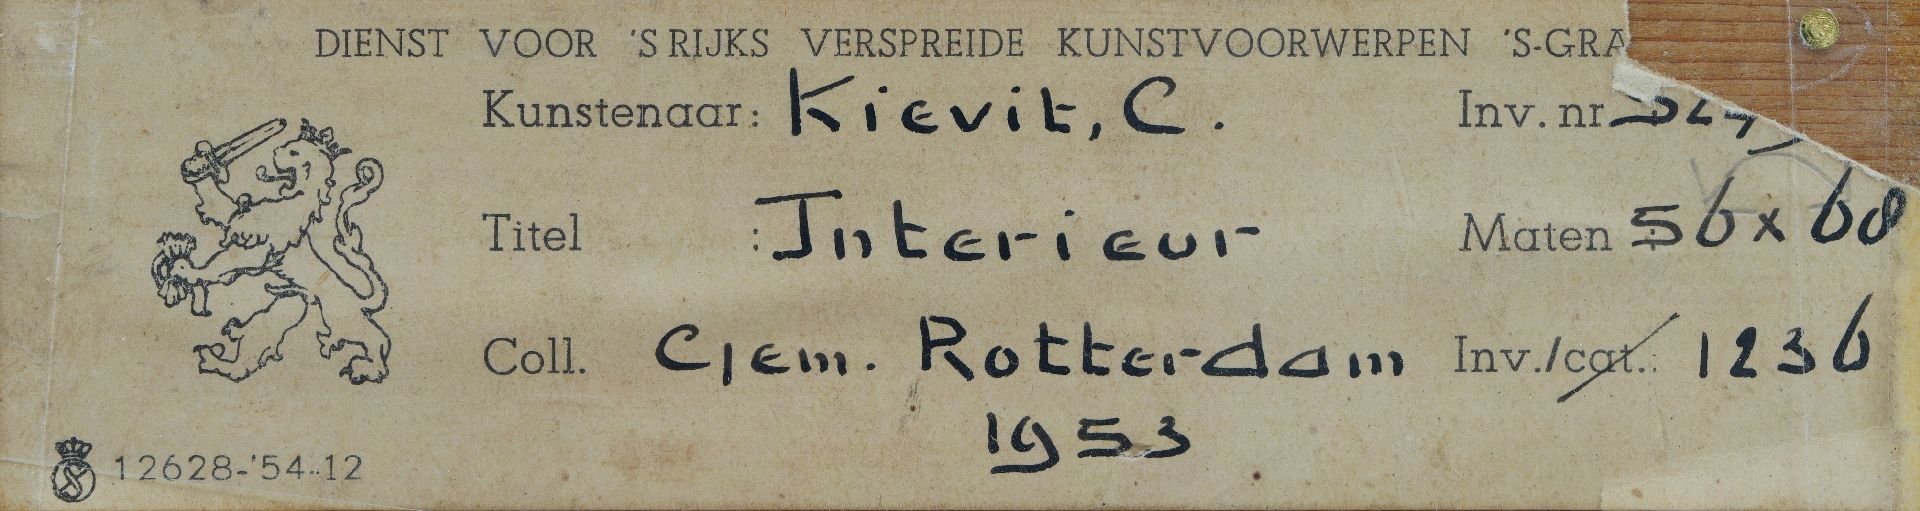 DIENST VOOR 'S RIJKS VERSPREIDE KUNSTVOORWERPEN 'S-GRA
Kunstenaar: Kievit, C. Inv. nr
Titel : Interieur Maten 56 x 68
Coll. Gem. Rotterdam Inv./cat.: 1236
1953
12628-'54-12